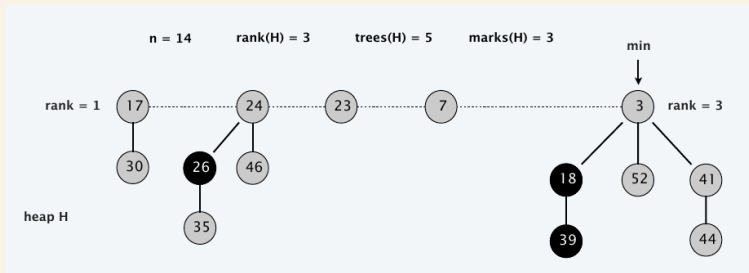 n = 14 rank(H) = 3 trees(H) = 5 marks(H) = 3
min
rank = 1 17 24 23 7 3 rank = 3
30 26 46 18 52 41
heap H 35 39 44